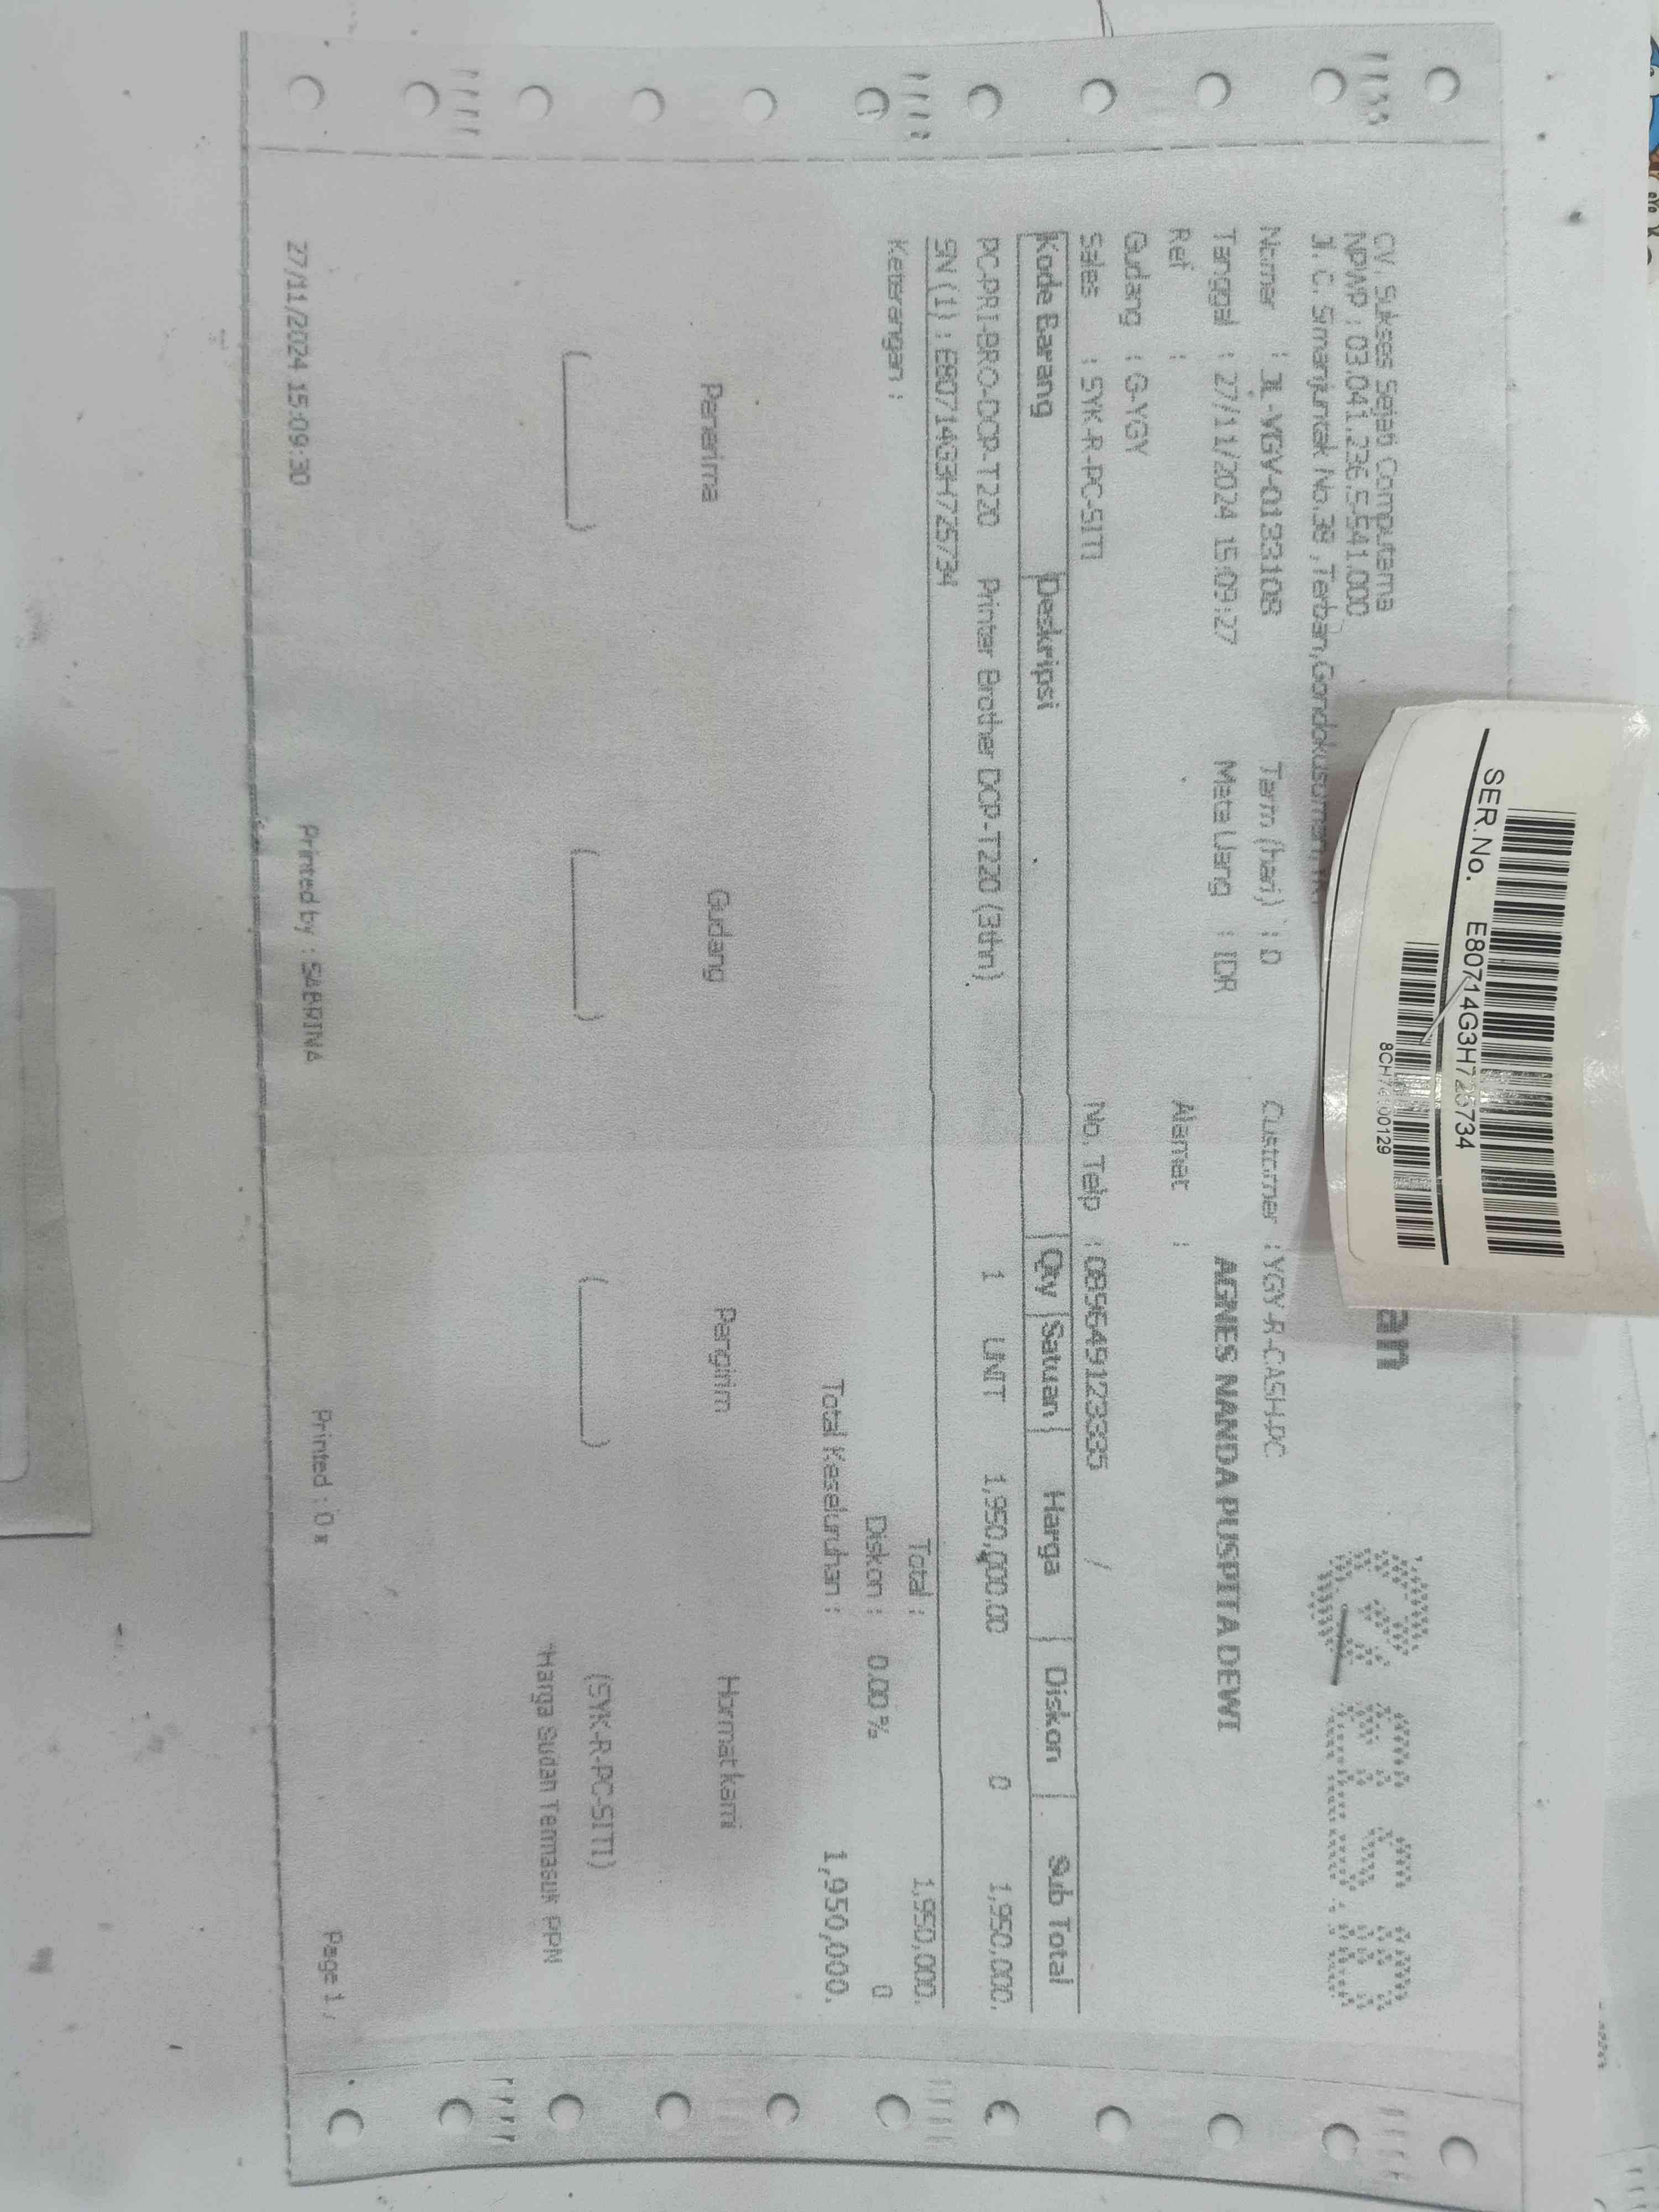 CV. Sukses Sejati Computama
NPWP : 03.041.236.5-541.000
Jl. C. Simanjuntak No.38 , Terban,Gondokusuman,
an
SER.No. E80714G3H725734
Nomer : JL-YGY-0133108
Term (hari) : 0
Customer : YGY-R-CASH-PC
Tanggal : 27/11/2024 15:09:27
Mata Uang : IDR
AGNES NANDA PUSPITA DEWI
Ref :
Alamat :
Gudang : G-YGY
Sales : SYK-R-PC-SITI
No. Telp : 0895649123335 /
Kode Barang Deskripsi Qty Satuan Harga Diskon Sub Total
PC-PRI-BRO-DCP-T220 Printer Brother DCP-T220 (3thn) 1 UNIT 1,950,000.00 0 1,950,000.
SN (1) : E80714G3H725734
Keterangan :
Total : 1,950,000.
Diskon : 0.00 % 0
Total Keseluruhan : 1,950,000.
Penerima Gudang Pengirim Hormat kami
( ) ( ) ( ) (SYK-R-PC-SITI)
Harga Sudah Termasuk PPN
27/11/2024 15:09:30 Printed by : SABRINA Printed : 0 x Page 1 /